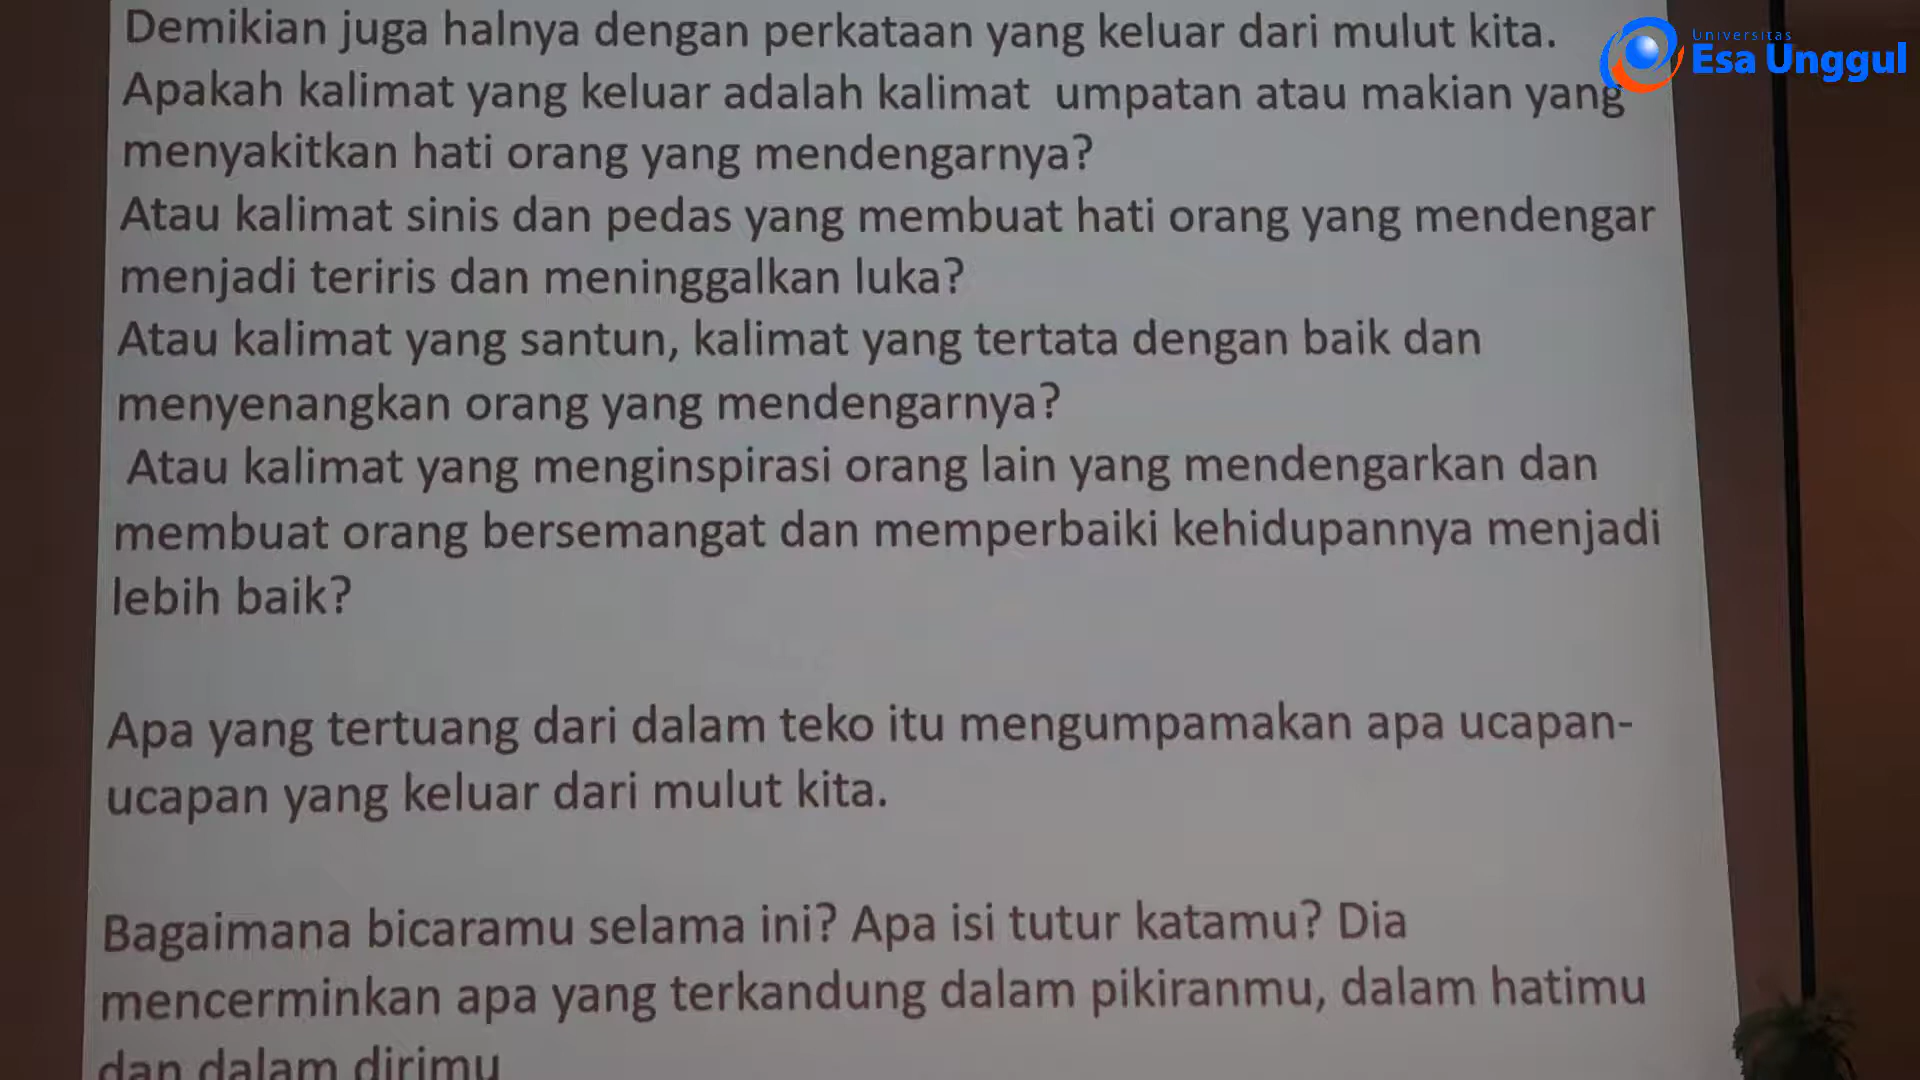 Demikian juga halnya dengan perkataan yang keluar dari mulut kita.
Universitas
Esa Unggul
Apakah kalimat yang keluar adalah kalimat umpatan atau makian yang
menyakitkan hati orang yang mendengarnya?
Atau kalimat sinis dan pedas yang membuat hati orang yang mendengar
menjadi teriris dan meninggalkan luka?
Atau kalimat yang santun, kalimat yang tertata dengan baik dan
menyenangkan orang yang mendengarnya?
Atau kalimat yang menginspirasi orang lain yang mendengarkan dan
membuat orang bersemangat dan memperbaiki kehidupannya menjadi
lebih baik?
Apa yang tertuang dari dalam teko itu mengumpamakan apa ucapan-
ucapan yang keluar dari mulut kita.
Bagaimana bicaramu selama ini? Apa isi tutur katamu? Dia
mencerminkan apa yang terkandung dalam pikiranmu, dalam hatimu
dan dalam dirimu